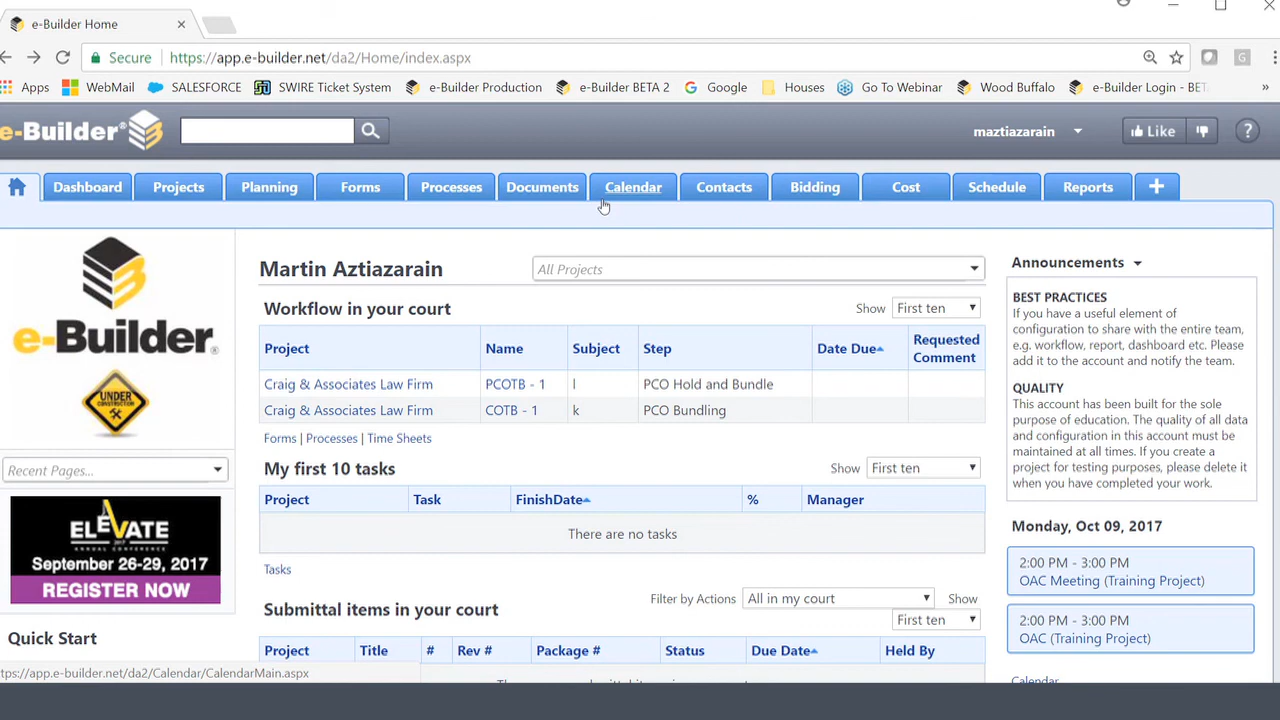 e-Builder Home
Secure https://app.e-builder.net/da2/Home/index.aspx
Apps WebMail SALESFORCE SWIRE Ticket System e-Builder Production e-Builder BETA 2 Google Houses Go To Webinar Wood Buffalo e-Builder Login - BET »
e-Builder® maztiazarain Like ?
Dashboard Projects Planning Forms Processes Documents Calendar Contacts Bidding Cost Schedule Reports +
e-Builder®
Recent Pages...
ELEVATE
ANNUAL CONFERENCE
September 26-29, 2017
REGISTER NOW
Quick Start
Martin Aztiazarain All Projects
Workflow in your court Show First ten
Project Name Subject Step Date Due Requested Comment
Craig & Associates Law Firm PCOTB - 1 l PCO Hold and Bundle
Craig & Associates Law Firm COTB - 1 k PCO Bundling
Forms | Processes | Time Sheets
My first 10 tasks Show First ten
Project Task FinishDate % Manager
There are no tasks
Tasks
Submittal items in your court Filter by Actions All in my court Show First ten
Project Title # Rev # Package # Status Due Date Held By
Announcements
BEST PRACTICES
If you have a useful element of
configuration to share with the entire team,
e.g. workflow, report, dashboard etc. Please
add it to the account and notify the team.
QUALITY
This account has been built for the sole
purpose of education. The quality of all data
and configuration in this account must be
maintained at all times. If you create a
project for testing purposes, please delete it
when you have completed your work.
Monday, Oct 09, 2017
2:00 PM - 3:00 PM
OAC Meeting (Training Project)
2:00 PM - 3:00 PM
OAC (Training Project)
Calendar
tps://app.e-builder.net/da2/Calendar/CalendarMain.aspx